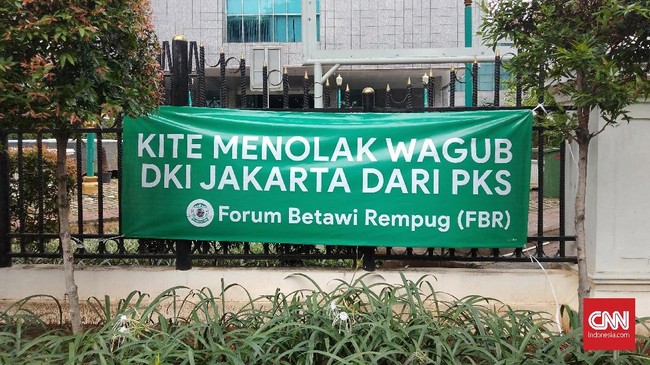 KITE MENOLAK WAGUB
DKI JAKARTA DARI PKS
Forum Betawi Rempug (FBR)
CNN
Indonesia.com